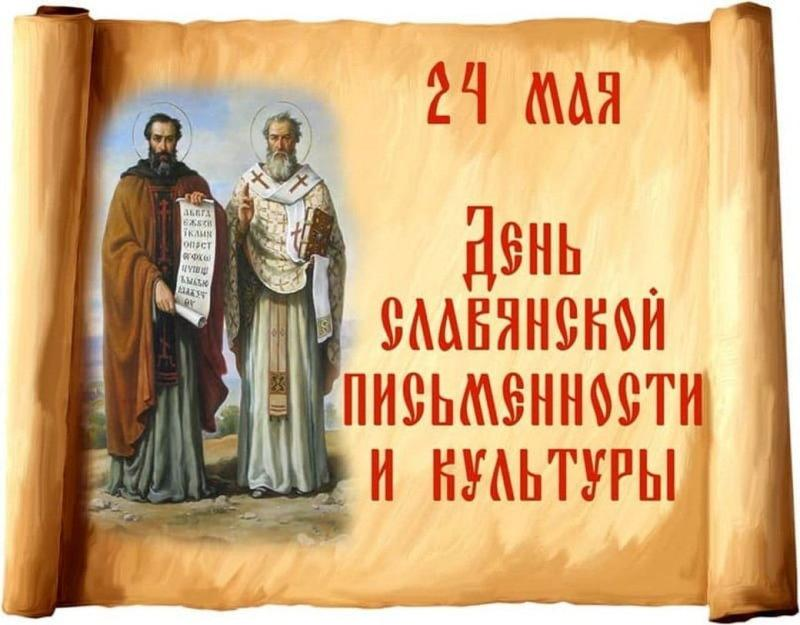 24 мая
День
славянской
письменности
и культуры